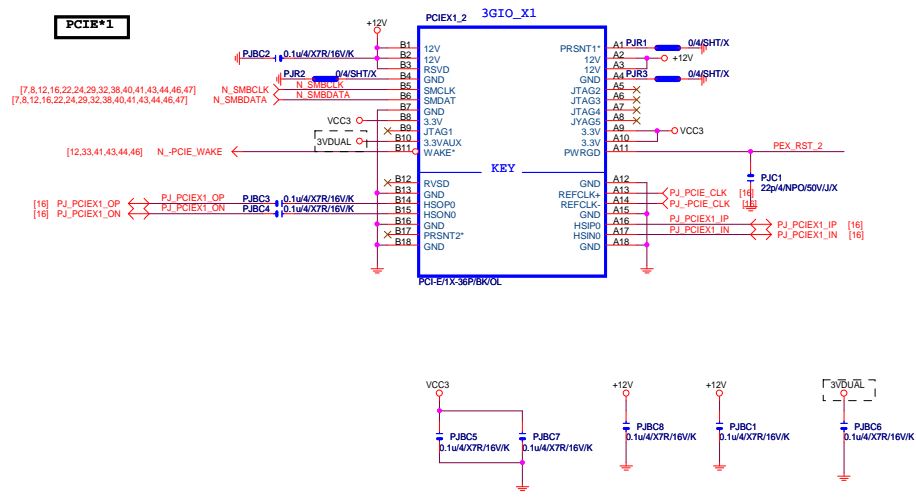 PCIE*1
PCIEX1_2 3GIO_X1
+12V
PJBC2 0.1u/4/X7R/16V/K
B1 12V PRSNT1* A1 PJR1 0/4/SHT/X
B2 12V 12V A2 +12V
B3 RSVD 12V A3
PJR2 0/4/SHT/X B4 GND GND A4 PJR3 0/4/SHT/X
[7,8,12,16,22,24,29,32,38,40,41,43,44,46,47] N_SMBCLK N_SMBCLK B5 SMCLK JTAG2 A5
[7,8,12,16,22,24,29,32,38,40,41,43,44,46,47] N_SMBDATA N_SMBDATA B6 SMDAT JTAG3 A6
B7 GND JTAG4 A7
VCC3 B8 3.3V JYAG5 A8
B9 JTAG1 3.3V A9 VCC3
3VDUAL B10 3.3VAUX 3.3V A10
[12,33,41,43,44,46] N_-PCIE_WAKE B11 WAKE* PWRGD A11 PEX_RST_2
KEY
PJC1
22p/4/NPO/50V/J/X
B12 RVSD GND A12
B13 GND REFCLK+ A13 PJ_PCIE_CLK [16]
[16] PJ_PCIEX1_OP PJ_PCIEX1_OP PJBC3 0.1u/4/X7R/16V/K B14 HSOP0 REFCLK- A14 PJ_-PCIE_CLK [16]
[16] PJ_PCIEX1_ON PJ_PCIEX1_ON PJBC4 0.1u/4/X7R/16V/K B15 HSON0 GND A15
B16 GND HSIP0 A16 PJ_PCIEX1_IP PJ_PCIEX1_IP [16]
B17 PRSNT2* HSIN0 A17 PJ_PCIEX1_IN PJ_PCIEX1_IN [16]
B18 GND GND A18
PCI-E/1X-36P/BK/OL
VCC3 +12V +12V 3VDUAL
PJBC5 PJBC7 PJBC8 PJBC1 PJBC6
0.1u/4/X7R/16V/K 0.1u/4/X7R/16V/K 0.1u/4/X7R/16V/K 0.1u/4/X7R/16V/K 0.1u/4/X7R/16V/K